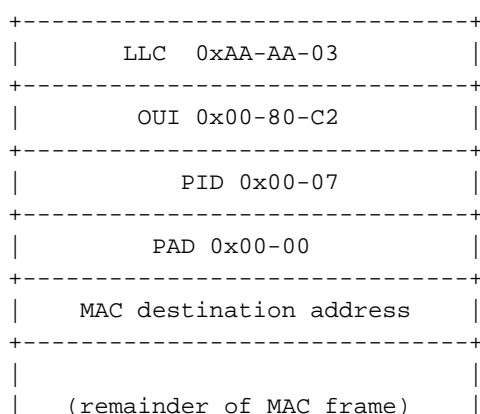 LLC 0xAA-AA-03
OUI 0x00-80-C2
PID 0x00-07
PAD 0x00-00
MAC destination address
(remainder of MAC frame)